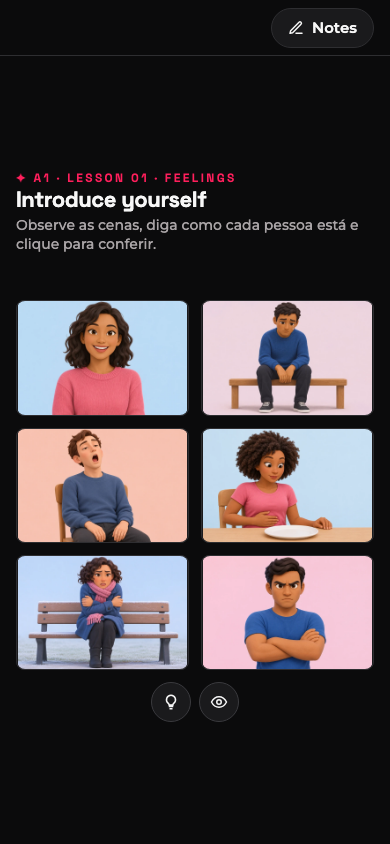 Notes
✦ A1 · LESSON 01 · FEELINGS
Introduce yourself
Observe as cenas, diga como cada pessoa está e
clique para conferir.